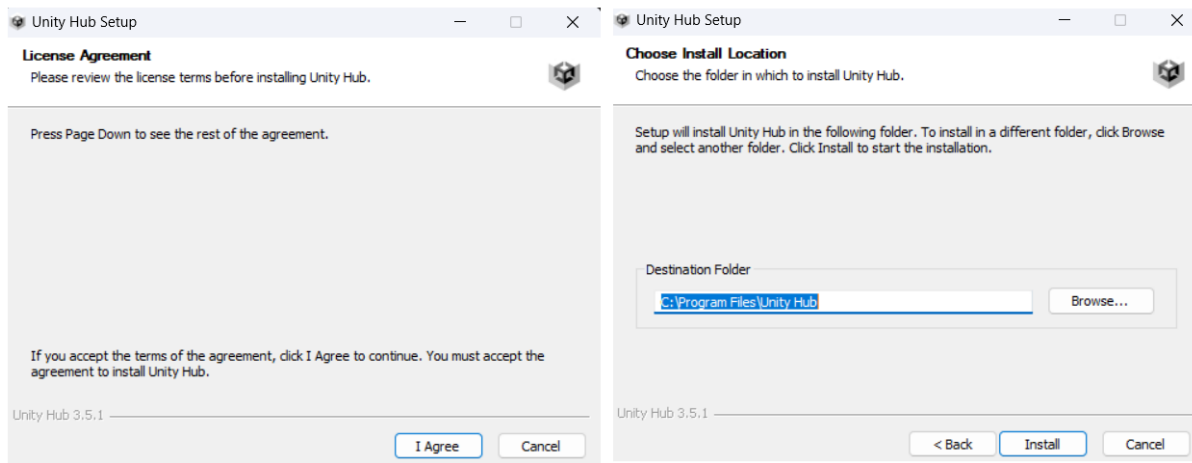 Unity Hub Setup
License Agreement
Please review the license terms before installing Unity Hub.
Press Page Down to see the rest of the agreement.
If you accept the terms of the agreement, click I Agree to continue. You must accept the
agreement to install Unity Hub.
Unity Hub 3.5.1
I Agree
Cancel
Unity Hub Setup
Choose Install Location
Choose the folder in which to install Unity Hub.
Setup will install Unity Hub in the following folder. To install in a different folder, click Browse
and select another folder. Click Install to start the installation.
Destination Folder
C:\Program Files\Unity Hub
Browse...
Unity Hub 3.5.1
< Back
Install
Cancel